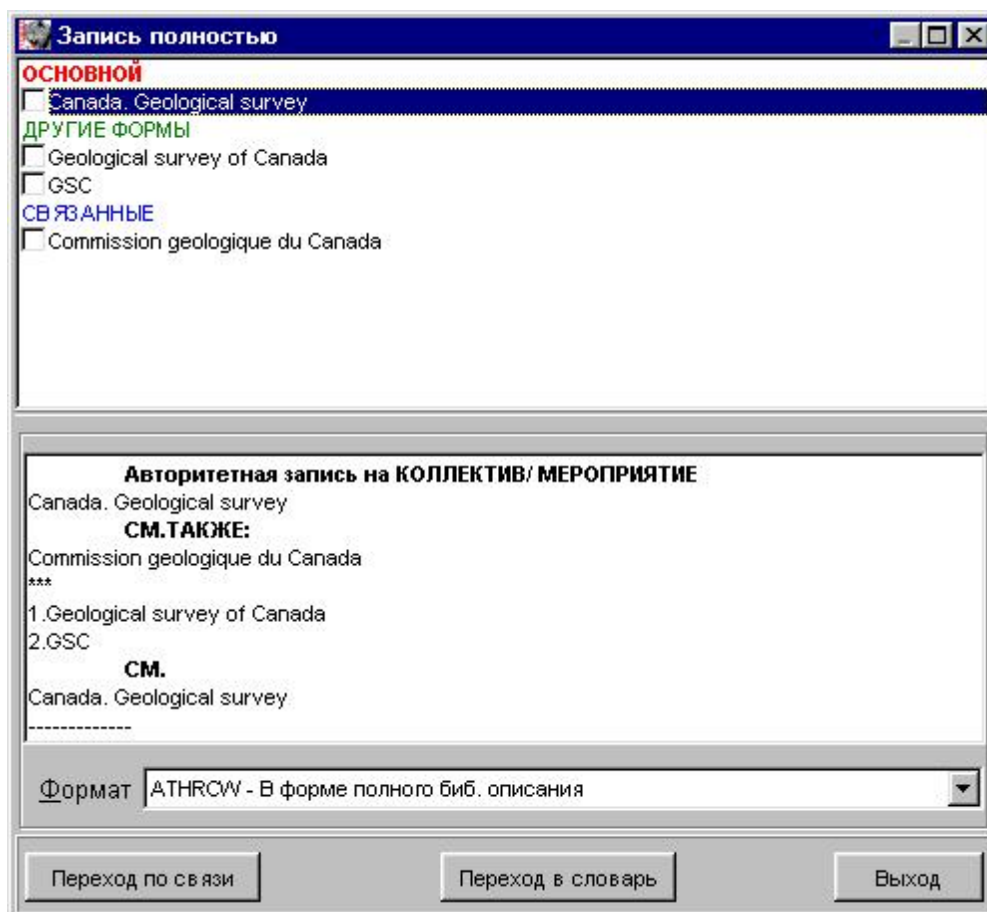 Запись полностью
ОСНОВНОЙ
Canada. Geological survey
ДРУГИЕ ФОРМЫ
Geological survey of Canada
GSC
СВЯЗАННЫЕ
Commission geologique du Canada
Авторитетная запись на КОЛЛЕКТИВ/ МЕРОПРИЯТИЕ
Canada. Geological survey
СМ.ТАКЖЕ:
Commission geologique du Canada
***
1.Geological survey of Canada
2.GSC
СМ.
Canada. Geological survey
-------------
Формат ATHRCW - В форме полного биб. описания
Переход по связи Переход в словарь Выход